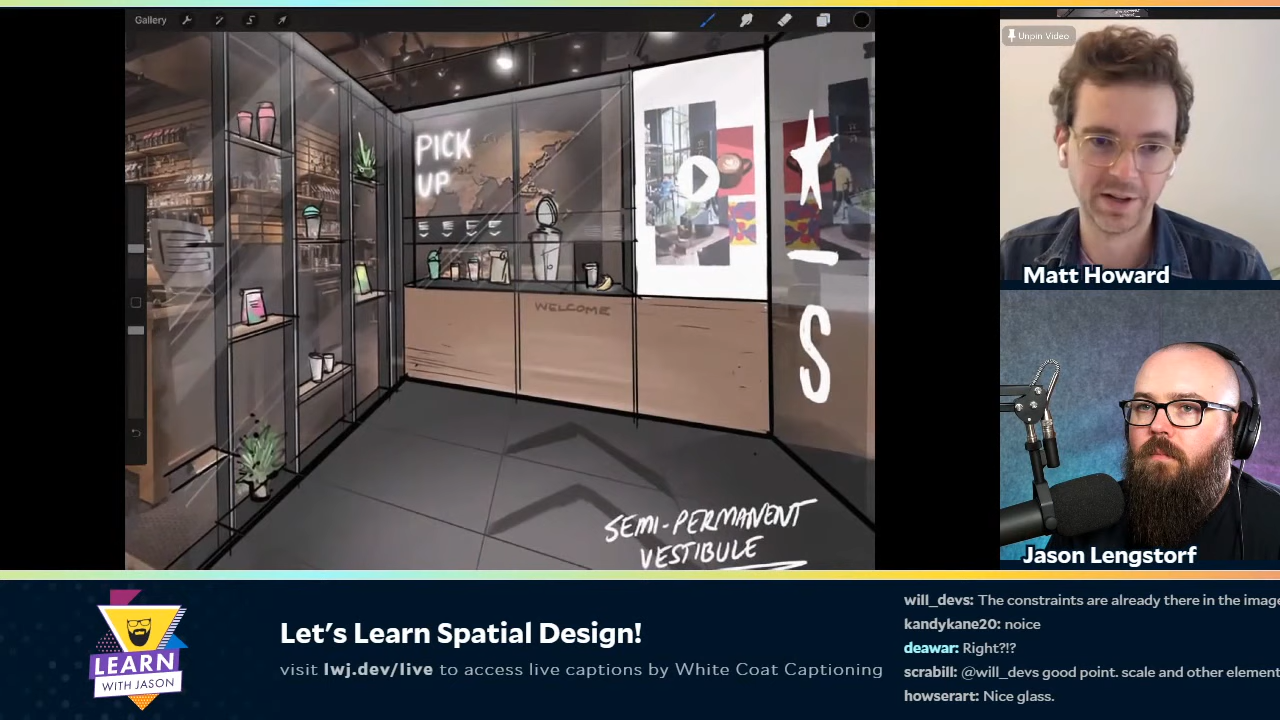 Gallery
Unpin Video
PICK
UP
WELCOME
S
SEMI-PERMANENT
VESTIBULE
Matt Howard
Jason Lengstorf
LEARN
WITH JASON
Let's Learn Spatial Design!
visit lwj.dev/live to access live captions by White Coat Captioning
will_devs: The constraints are already there in the image
kandykane20: noice
deawar: Right?!?
scrabill: @will_devs good point. scale and other element
howserart: Nice glass.